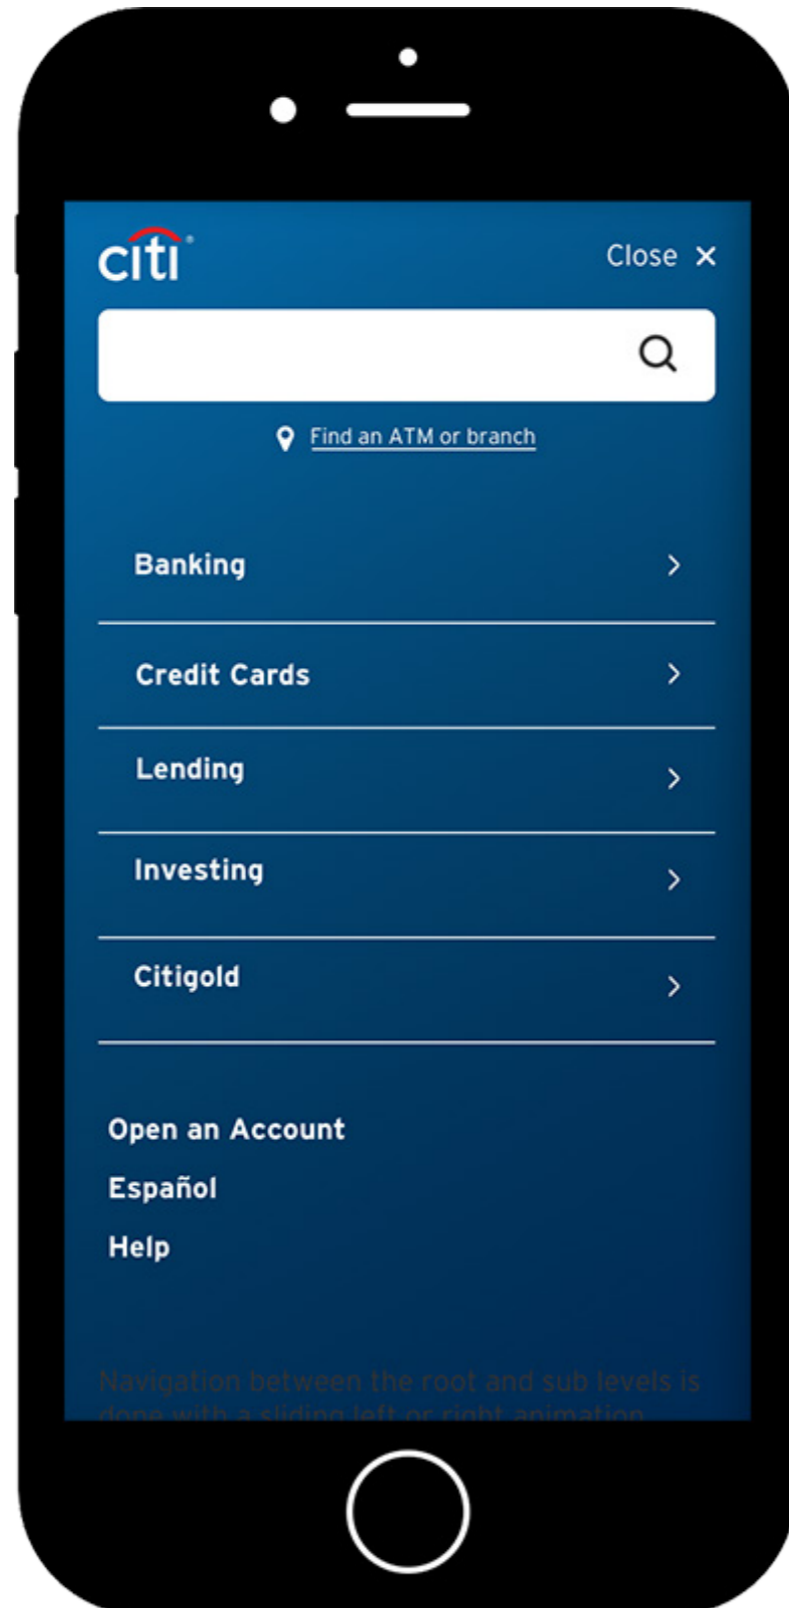 citi®
Close ×
Find an ATM or branch
Banking
Credit Cards
Lending
Investing
Citigold
Open an Account
Español
Help
Navigation between the root and sub levels is
done with a sliding left or right animation